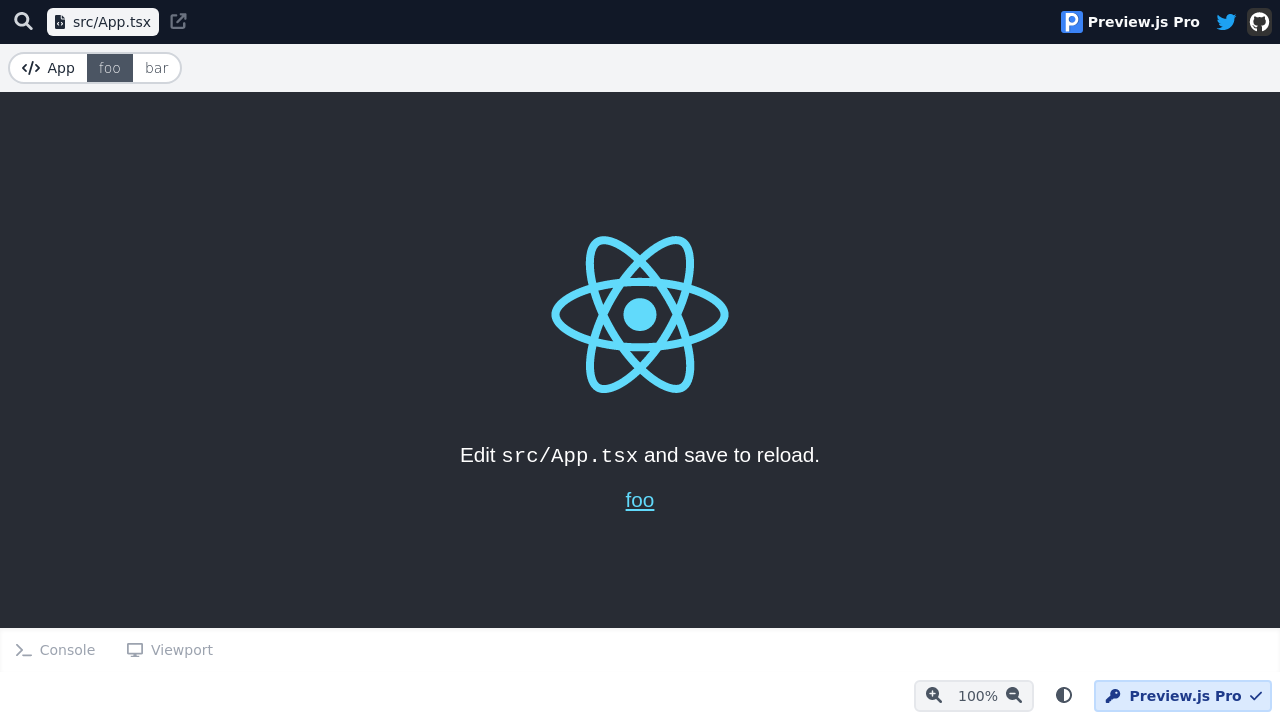 src/App.tsx
Preview.js Pro
App foo bar
Edit src/App.tsx and save to reload.
foo
Console Viewport
100%
Preview.js Pro